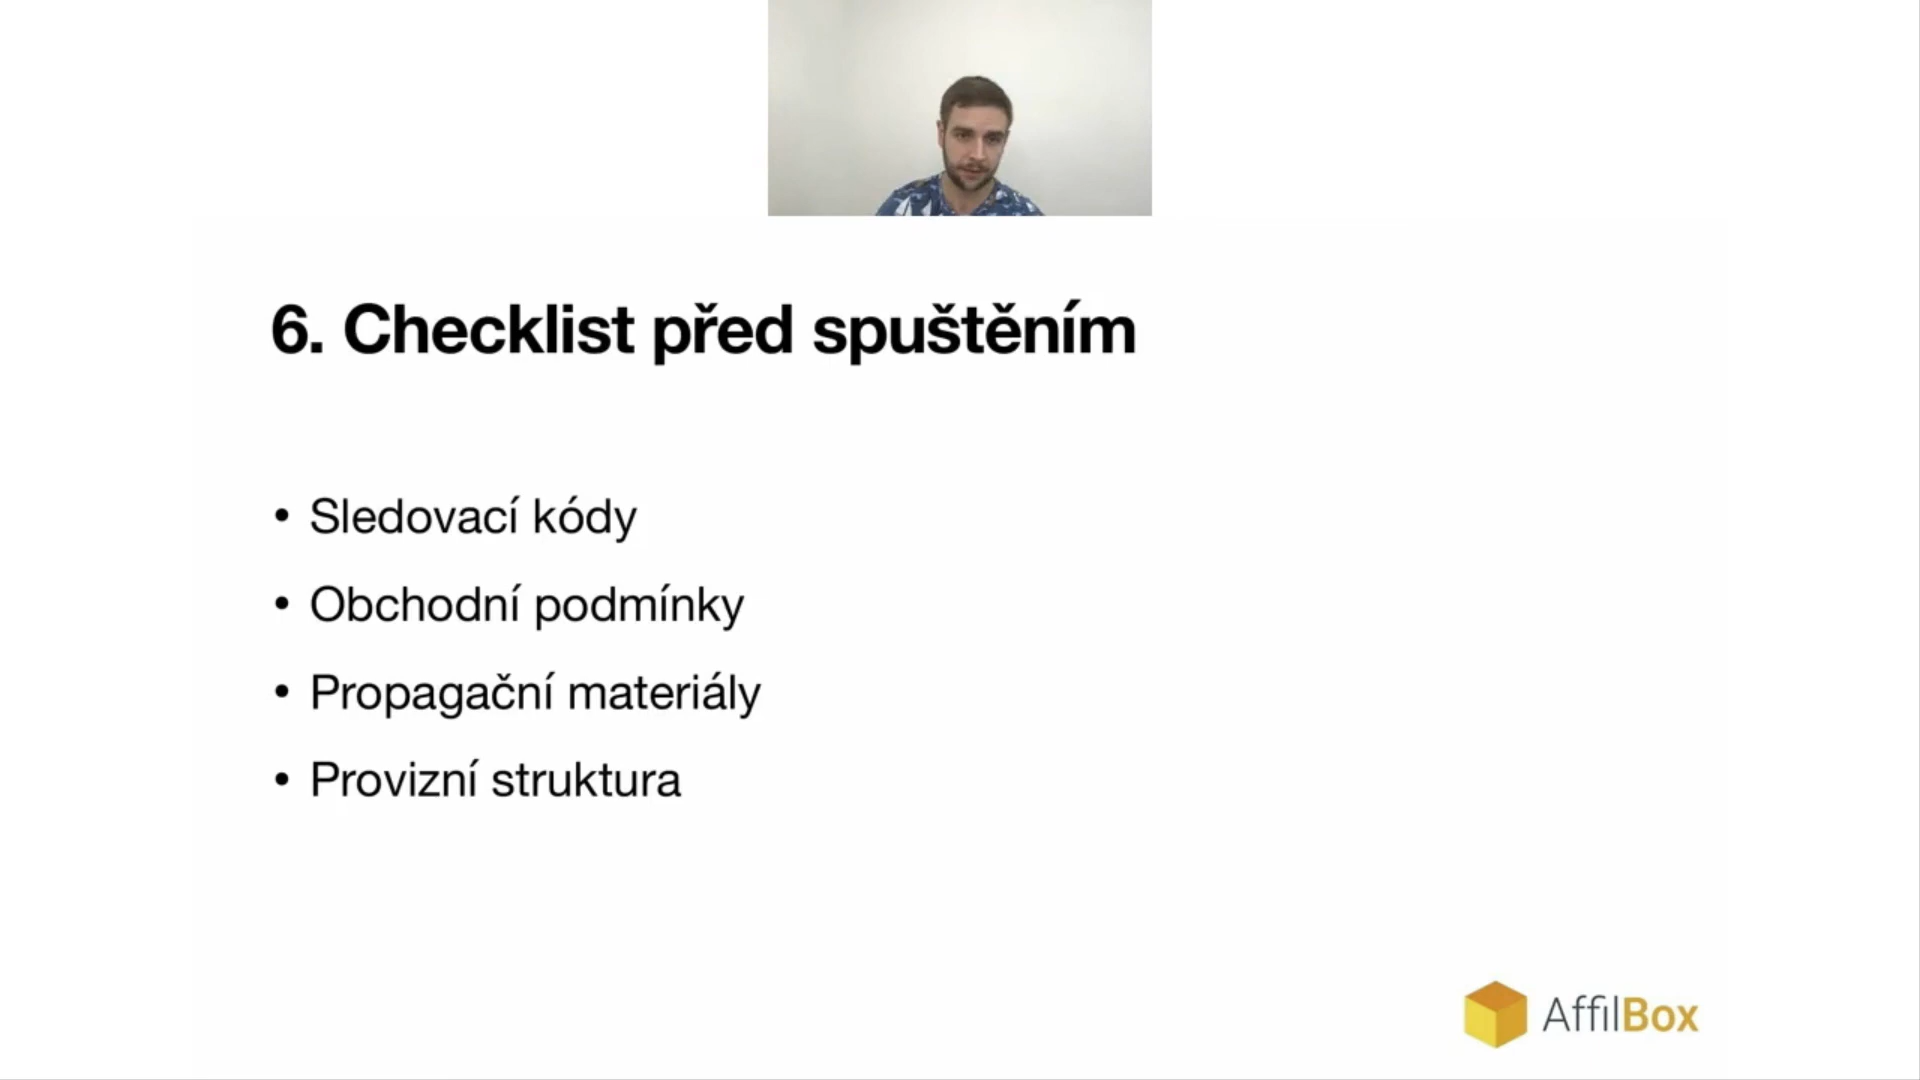 6. Checklist před spuštěním
• Sledovací kódy
• Obchodní podmínky
• Propagační materiály
• Provizní struktura
AffilBox